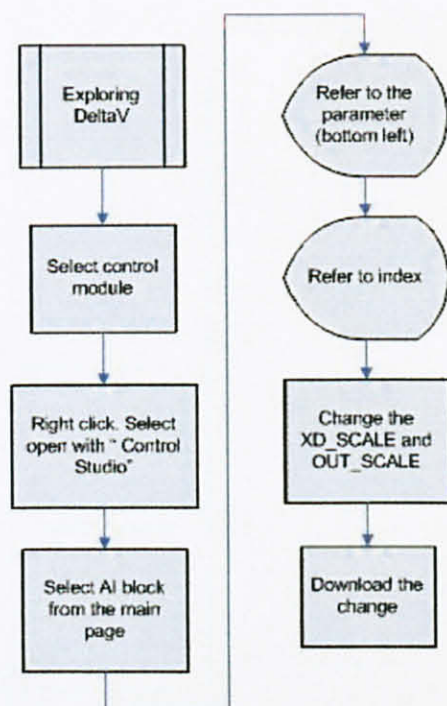 Exploring
DeltaV
Select control
module
Right click. Select
open with " Control
Studio"
Select AI block
from the main
page
Refer to the
parameter
(bottom left)
Refer to index
Change the
XD_SCALE and
OUT_SCALE
Download the
change